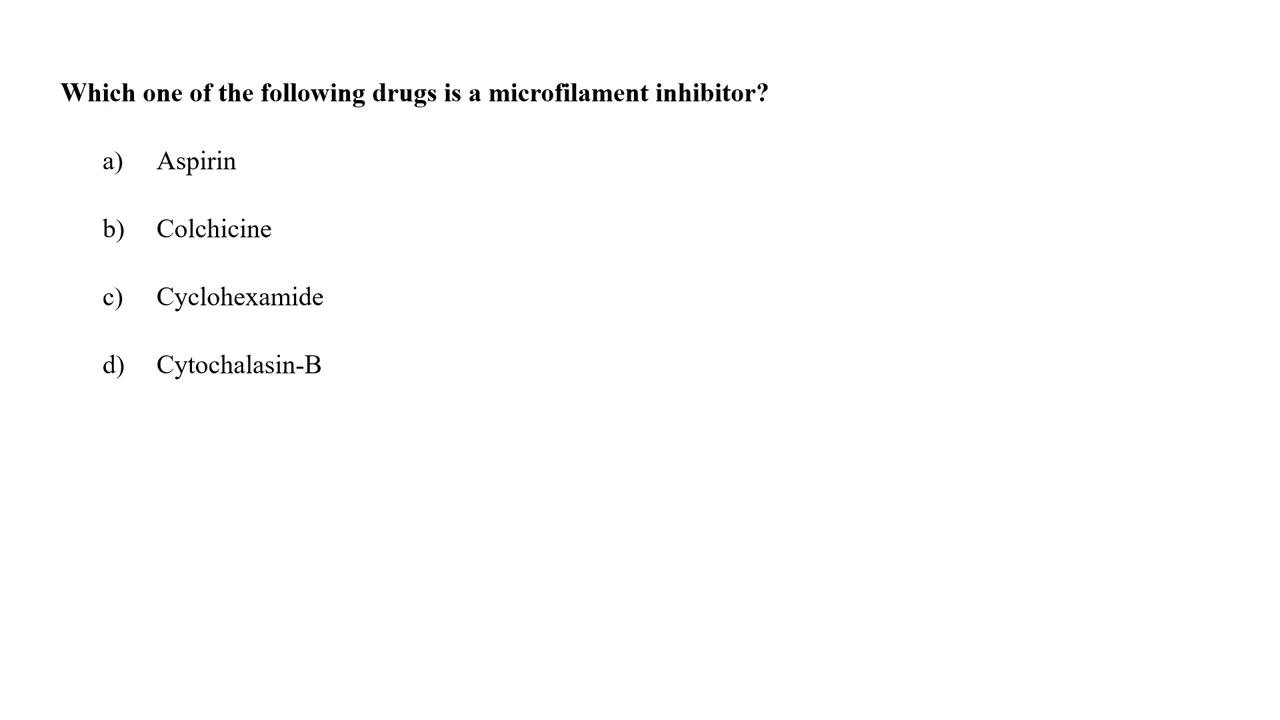 Which one of the following drugs is a microfilament inhibitor?
a) Aspirin
b) Colchicine
c) Cyclohexamide
d) Cytochalasin-B